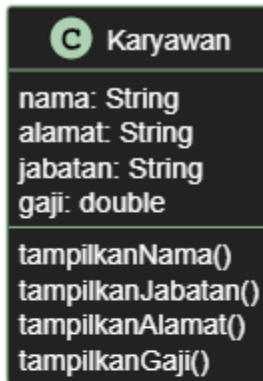 C Karyawan
nama: String
alamat: String
jabatan: String
gaji: double
tampilkanNama()
tampilkanJabatan()
tampilkanAlamat()
tampilkanGaji()